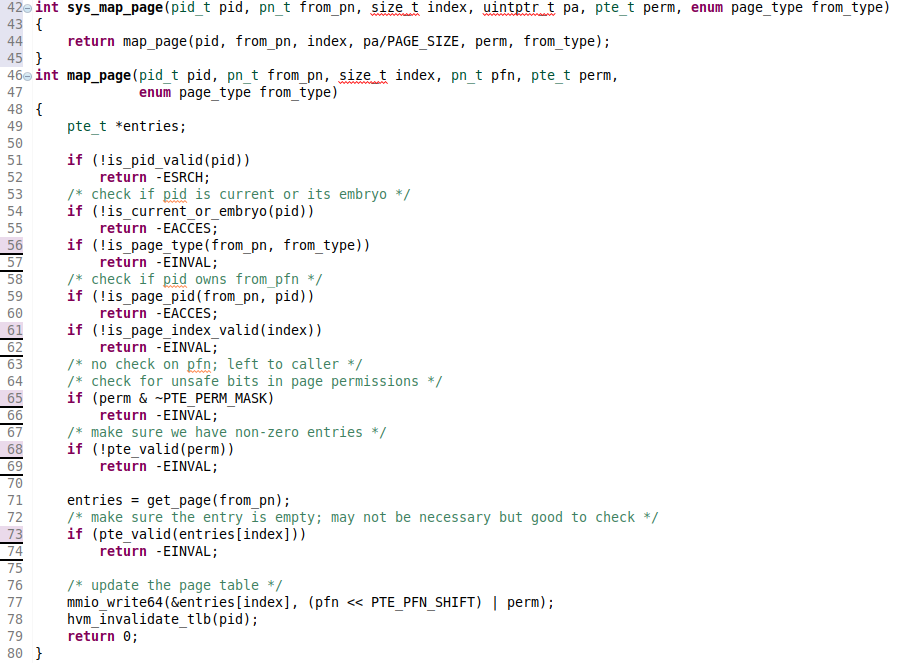 42 int sys_map_page(pid_t pid, pn_t from_pn, size_t index, uintptr_t pa, pte_t perm, enum page_type from_type)
43 {
44     return map_page(pid, from_pn, index, pa/PAGE_SIZE, perm, from_type);
45 }
46 int map_page(pid_t pid, pn_t from_pn, size_t index, pn_t pfn, pte_t perm,
47              enum page_type from_type)
48 {
49     pte_t *entries;
50
51     if (!is_pid_valid(pid))
52         return -ESRCH;
53     /* check if pid is current or its embryo */
54     if (!is_current_or_embryo(pid))
55         return -EACCES;
56     if (!is_page_type(from_pn, from_type))
57         return -EINVAL;
58     /* check if pid owns from_pfn */
59     if (!is_page_pid(from_pn, pid))
60         return -EACCES;
61     if (!is_page_index_valid(index))
62         return -EINVAL;
63     /* no check on pfn; left to caller */
64     /* check for unsafe bits in page permissions */
65     if (perm & ~PTE_PERM_MASK)
66         return -EINVAL;
67     /* make sure we have non-zero entries */
68     if (!pte_valid(perm))
69         return -EINVAL;
70
71     entries = get_page(from_pn);
72     /* make sure the entry is empty; may not be necessary but good to check */
73     if (pte_valid(entries[index]))
74         return -EINVAL;
75
76     /* update the page table */
77     mmio_write64(&entries[index], (pfn << PTE_PFN_SHIFT) | perm);
78     hvm_invalidate_tlb(pid);
79     return 0;
80 }